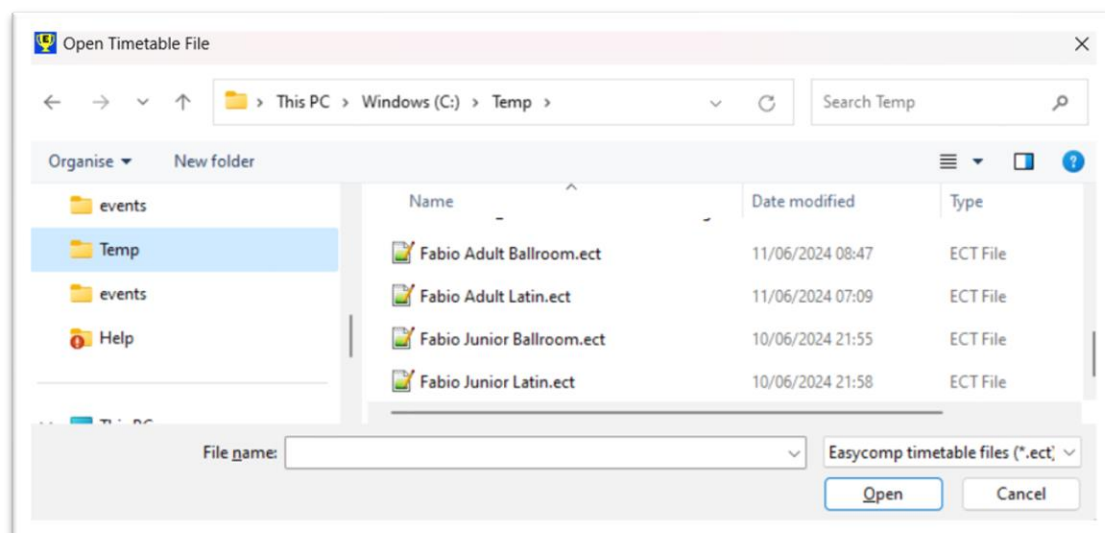 Open Timetable File
This PC > Windows (C:) > Temp >
Search Temp
Organise
New folder
events
Temp
events
Help
Name
Date modified
Type
Fabio Adult Ballroom.ect 11/06/2024 08:47 ECT File
Fabio Adult Latin.ect 11/06/2024 07:09 ECT File
Fabio Junior Ballroom.ect 10/06/2024 21:55 ECT File
Fabio Junior Latin.ect 10/06/2024 21:58 ECT File
File name:
Easycomp timetable files (*.ect)
Open
Cancel